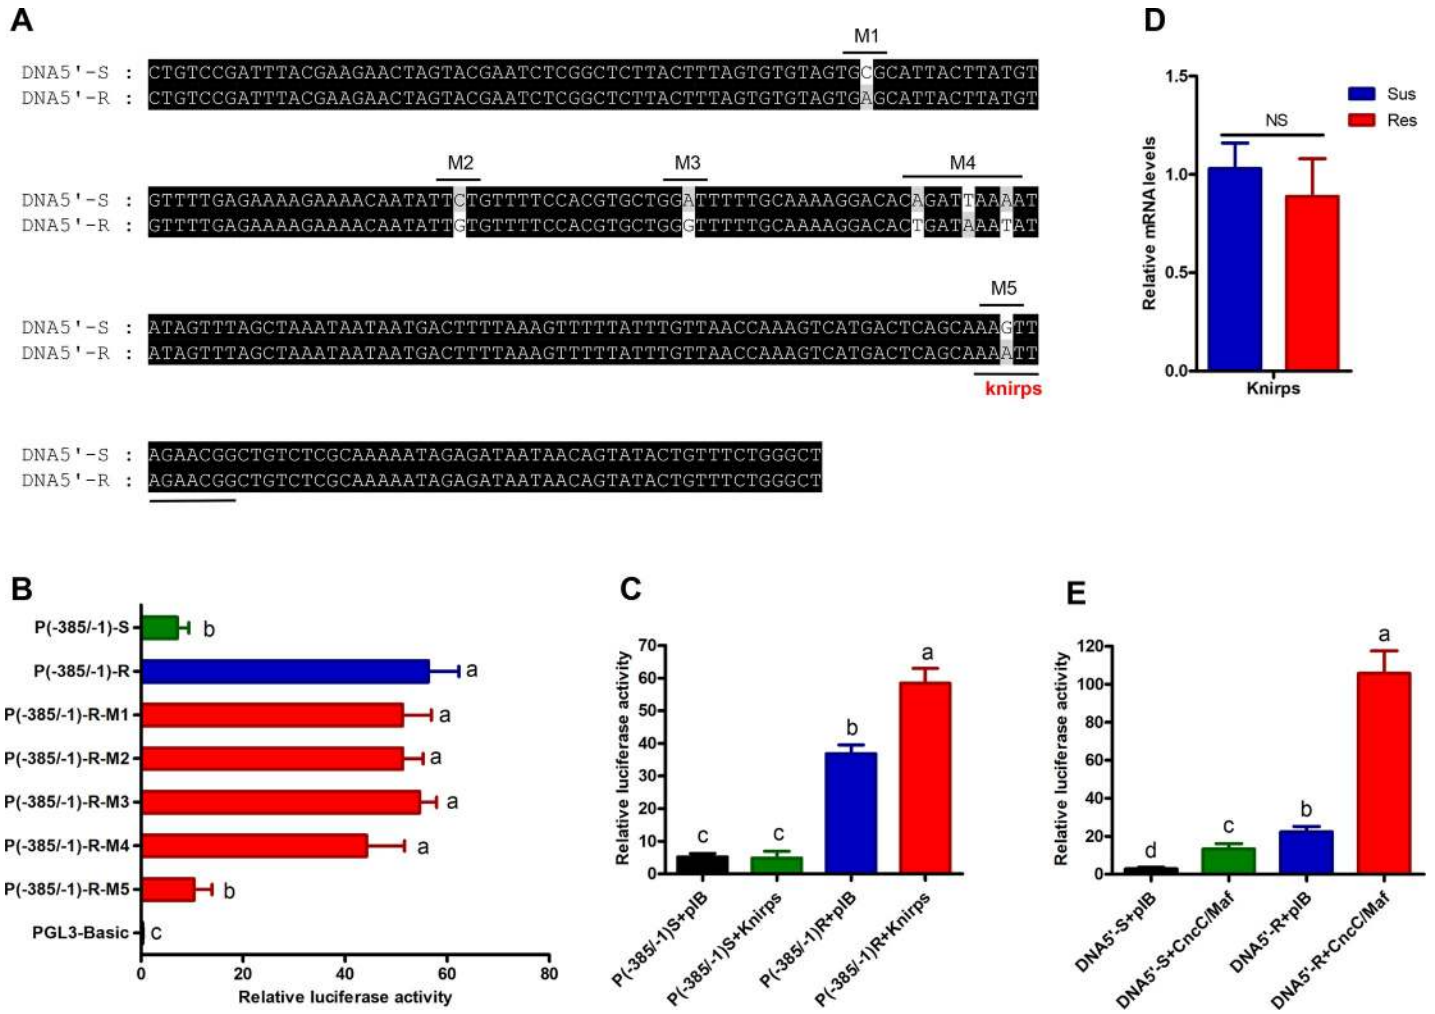 A
M1
DNA5'-S : CTGTCCGATTTACGAAGAACTAGTACGAATCTCGGCTCTTACTTTAGTGTGTAGTGCGCATTACTTATGT
DNA5'-R : CTGTCCGATTTACGAAGAACTAGTACGAATCTCGGCTCTTACTTTAGTGTGTAGTGAGCATTACTTATGT
M2 M3 M4
DNA5'-S : GTTTTGAGAAAAGAAAACAATATTCTGTTTTCCACGTGCTGGATTTTTGCAAAAGGACACAGATTAAAAT
DNA5'-R : GTTTTGAGAAAAGAAAACAATATTGTGTTTTCCACGTGCTGGGTTTTTGCAAAAGGACACTGATAAATAT
M5
DNA5'-S : ATAGTTTAGCTAAATAATAATGACTTTTAAAGTTTTTATTTGTTAACCAAAGTCATGACTCAGCAAAGTT
DNA5'-R : ATAGTTTAGCTAAATAATAATGACTTTTAAAGTTTTTATTTGTTAACCAAAGTCATGACTCAGCAAAATT
knirps
DNA5'-S : AGAACGGCTGTCTCGCAAAAATAGAGATAATAACAGTATACTGTTTCTGGGCT
DNA5'-R : AGAACGGCTGTCTCGCAAAAATAGAGATAATAACAGTATACTGTTTCTGGGCT
D
Relative mRNA levels
1.5
1.0
0.5
0.0
NS
Sus
Res
Knirps
B
P(-385/-1)-S b
P(-385/-1)-R a
P(-385/-1)-R-M1 a
P(-385/-1)-R-M2 a
P(-385/-1)-R-M3 a
P(-385/-1)-R-M4 a
P(-385/-1)-R-M5 b
PGL3-Basic c
0 20 40 60 80
Relative luciferase activity
C
Relative luciferase activity
70
60
50
40
30
20
10
0
c c b a
P(-385/-1)S+pIB
P(-385/-1)S+Knirps
P(-385/-1)R+pIB
P(-385/-1)R+Knirps
E
Relative luciferase activity
120
100
80
60
40
20
0
d c b a
DNA5'-S+pIB
DNA5'-S+CncC/Maf
DNA5'-R+pIB
DNA5'-R+CncC/Maf